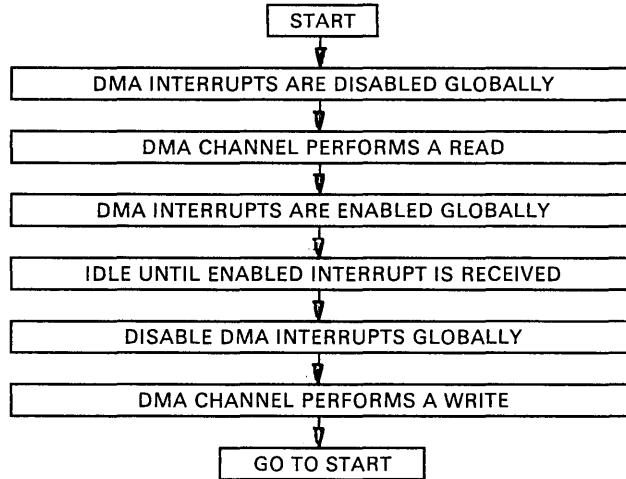 START
DMA INTERRUPTS ARE DISABLED GLOBALLY
DMA CHANNEL PERFORMS A READ
DMA INTERRUPTS ARE ENABLED GLOBALLY
IDLE UNTIL ENABLED INTERRUPT IS RECEIVED
DISABLE DMA INTERRUPTS GLOBALLY
DMA CHANNEL PERFORMS A WRITE
GO TO START